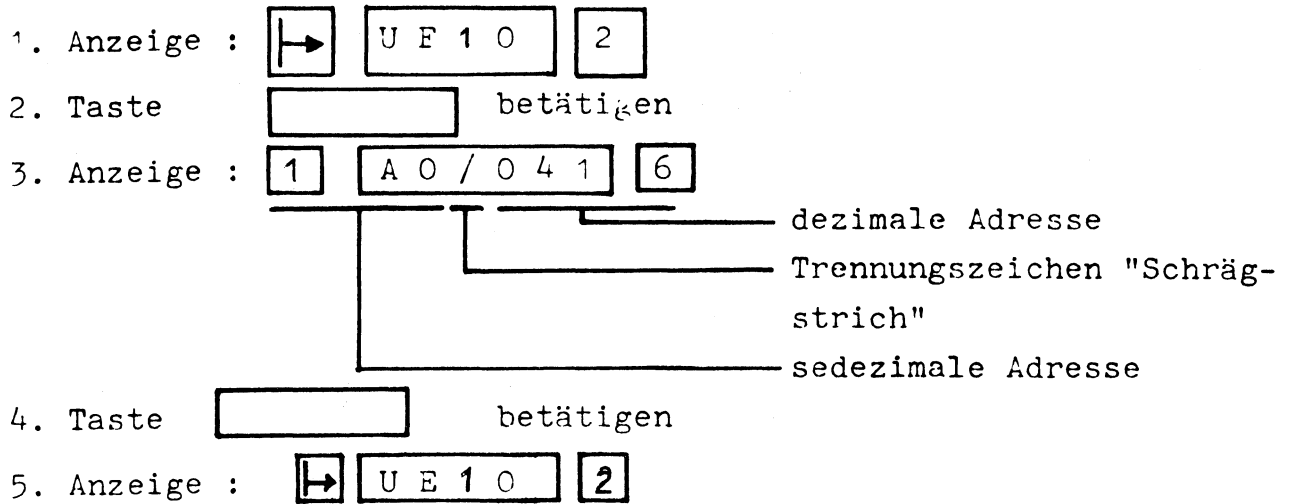 1. Anzeige : |→ U F 1 0 2
2. Taste betätigen
3. Anzeige : 1 A 0 / 0 4 1 6
dezimale Adresse
Trennungszeichen "Schräg-
strich"
sedezimale Adresse
4. Taste betätigen
5. Anzeige : |→ U E 1 0 2